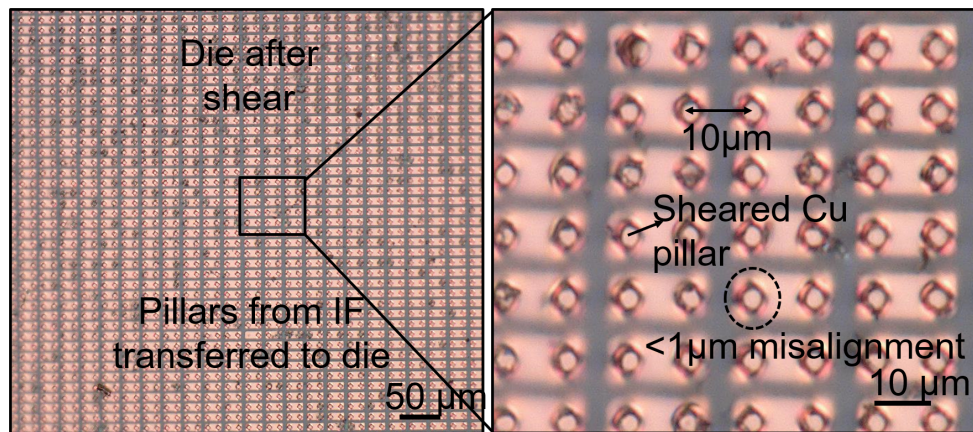 Die after
shear
Pillars from IF
transferred to die
50 µm
10µm
Sheared Cu
pillar
<1µm misalignment
10 µm